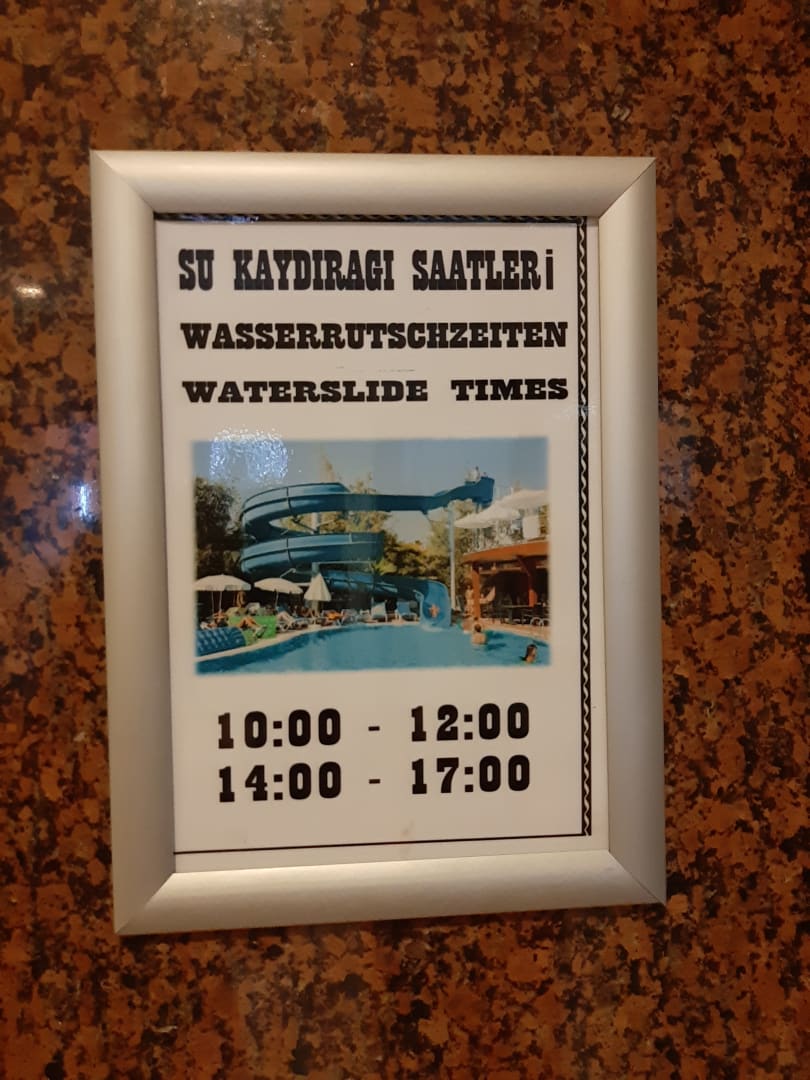 SU KAYDIRAGI SAATLERİ
WASSERRUTSCHZEITEN
WATERSLIDE TIMES
10:00 - 12:00
14:00 - 17:00